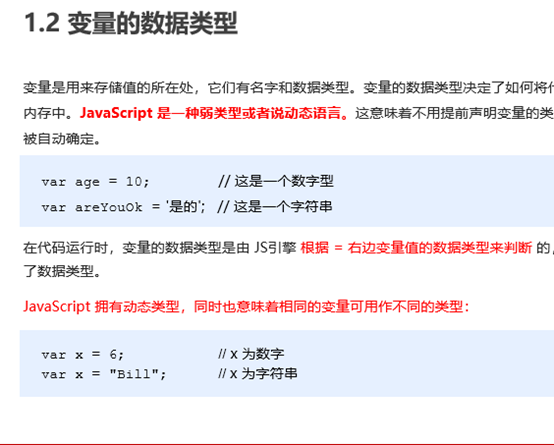 1.2 变量的数据类型
变量是用来存储值的所在处，它们有名字和数据类型。变量的数据类型决定了如何将
内存中。JavaScript 是一种弱类型或者说动态语言。这意味着不用提前声明变量的类
被自动确定。
var age = 10; // 这是一个数字型
var areYouOk = '是的'; // 这是一个字符串
在代码运行时，变量的数据类型是由 JS引擎 根据 = 右边变量值的数据类型来判断 的，
了数据类型。
JavaScript 拥有动态类型，同时也意味着相同的变量可用作不同的类型：
var x = 6; // x 为数字
var x = "Bill"; // x 为字符串